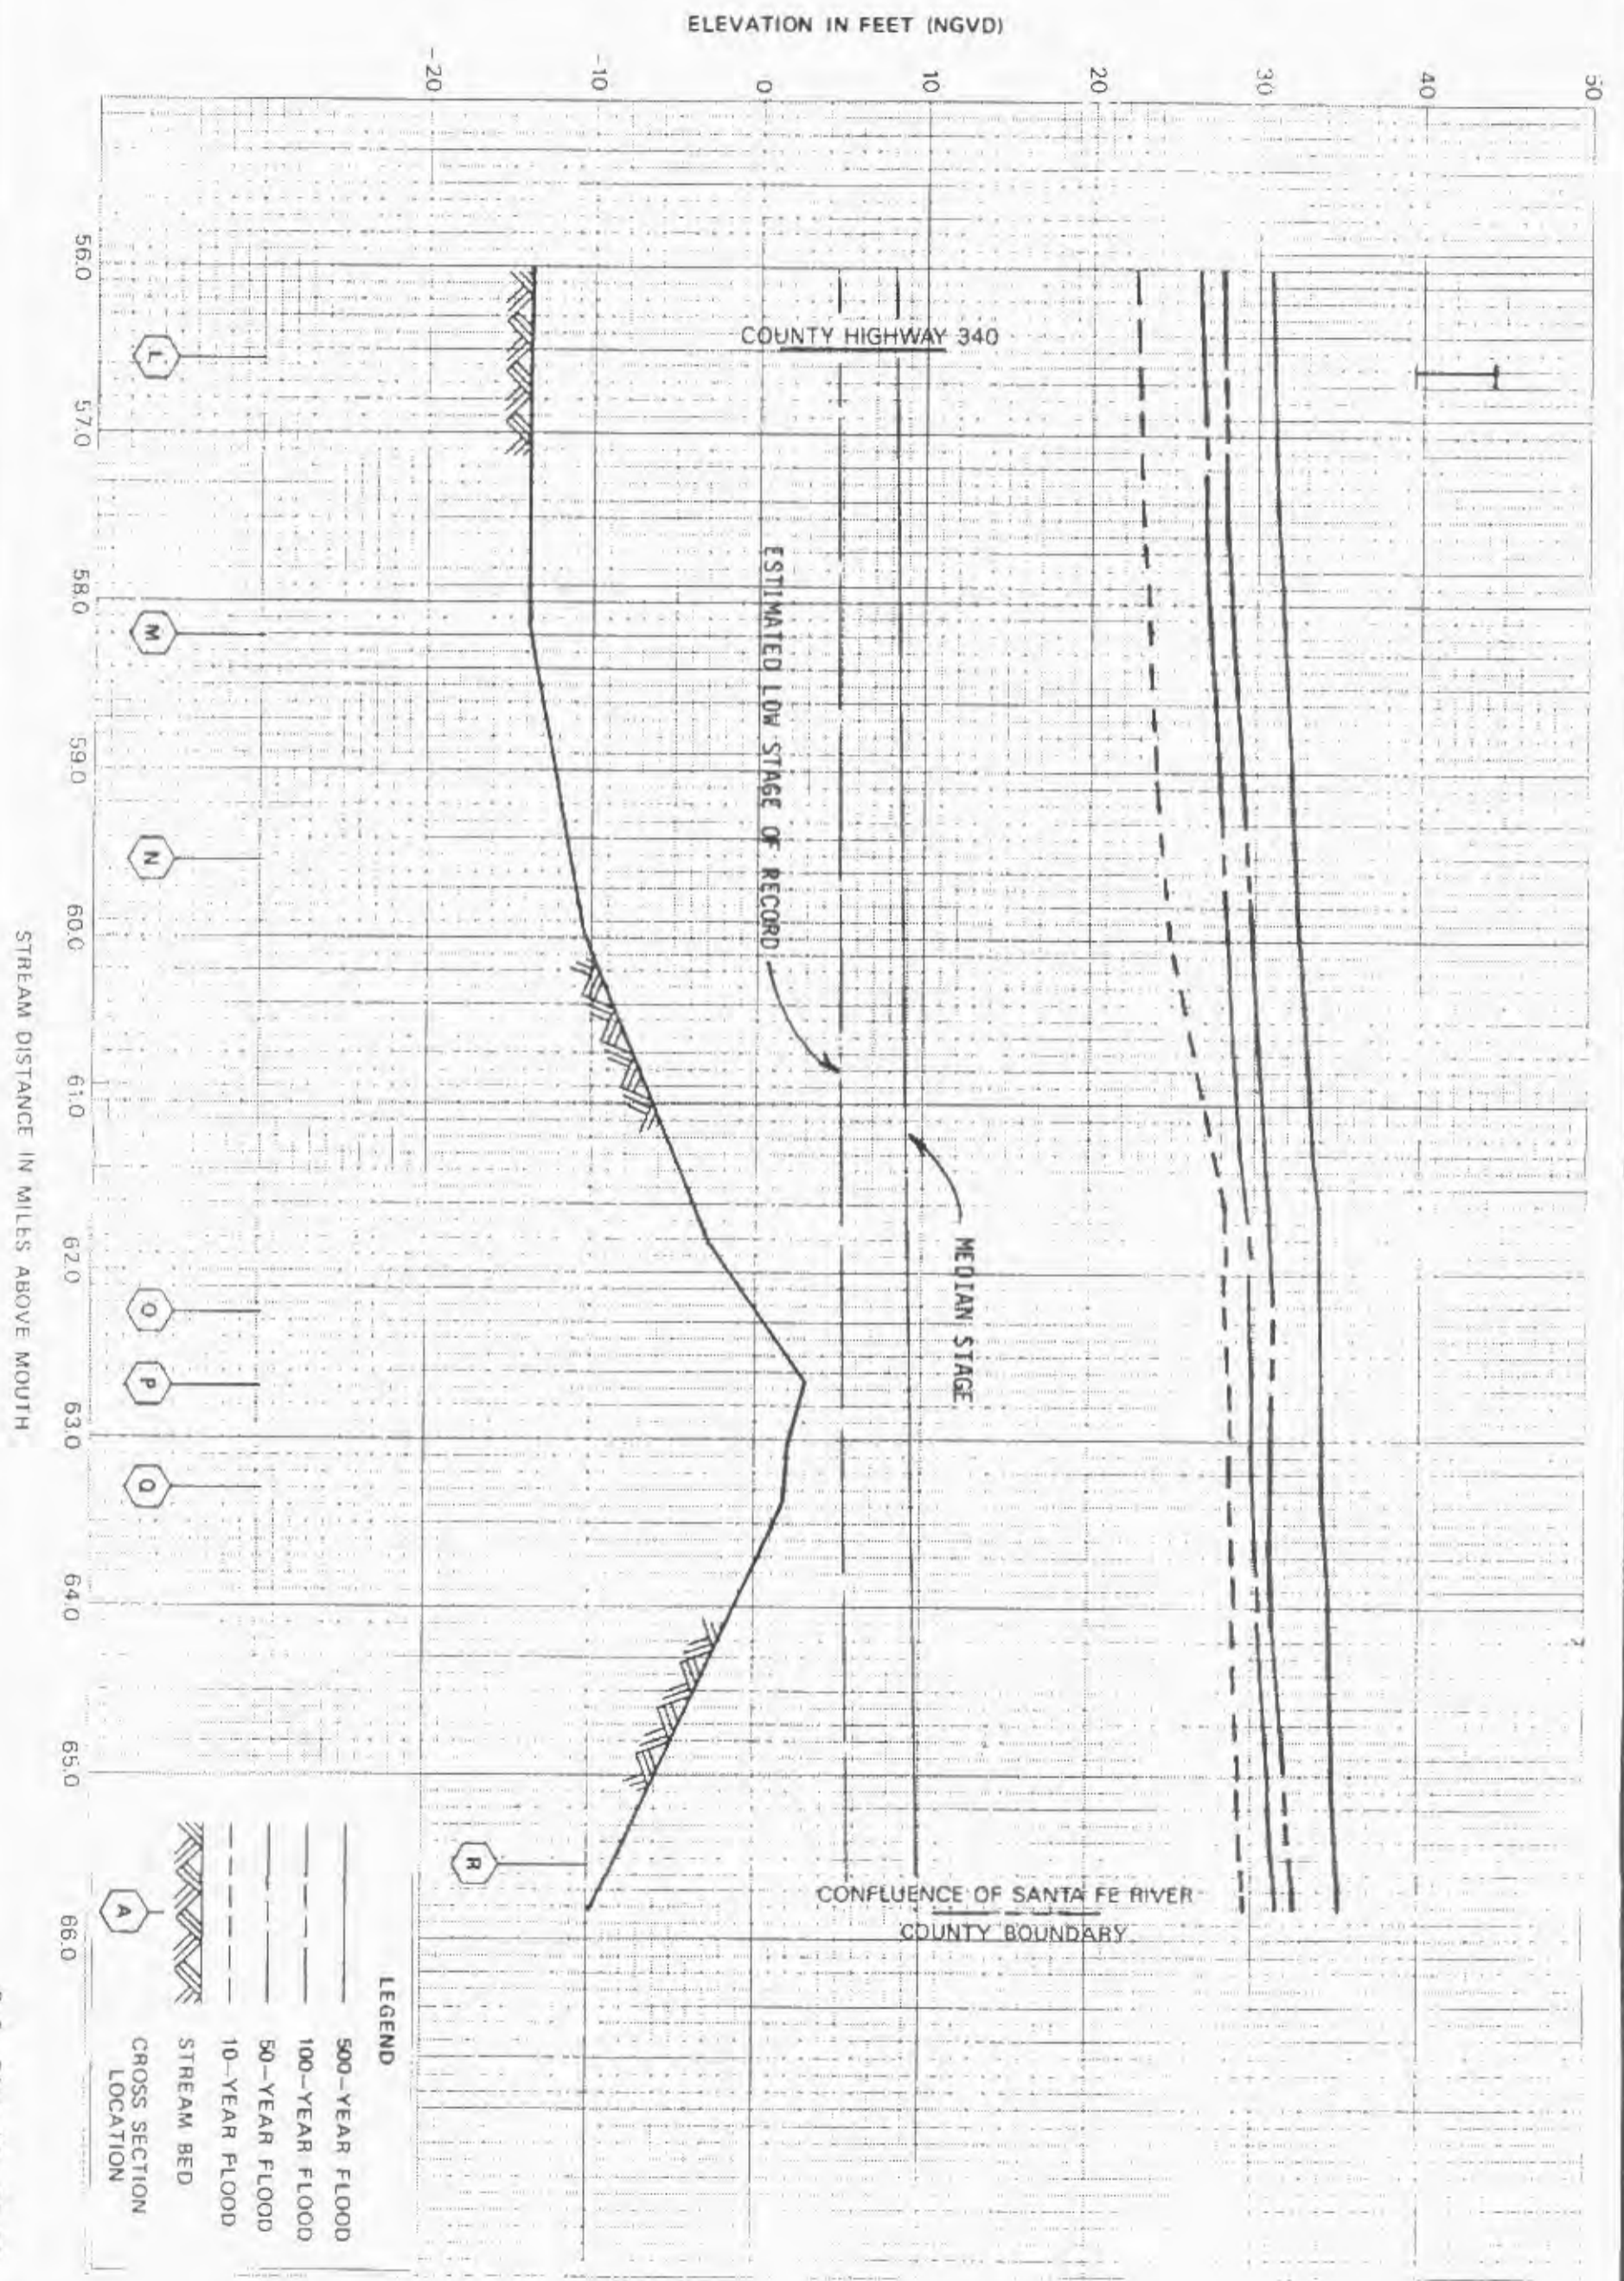 ELEVATION IN FEET (NGVD)
50
40
30
20
10
0
-10
-20
COUNTY HIGHWAY 340
ESTIMATED LOW STAGE OF RECORD
MEDIAN STAGE
CONFLUENCE OF SANTA FE RIVER
COUNTY BOUNDARY
L
M
N
O
P
Q
R
56.0
57.0
58.0
59.0
60.0
61.0
62.0
63.0
64.0
65.0
66.0
STREAM DISTANCE IN MILES ABOVE MOUTH
LEGEND
500-YEAR FLOOD
100-YEAR FLOOD
50-YEAR FLOOD
10-YEAR FLOOD
STREAM BED
A
CROSS SECTION
LOCATION